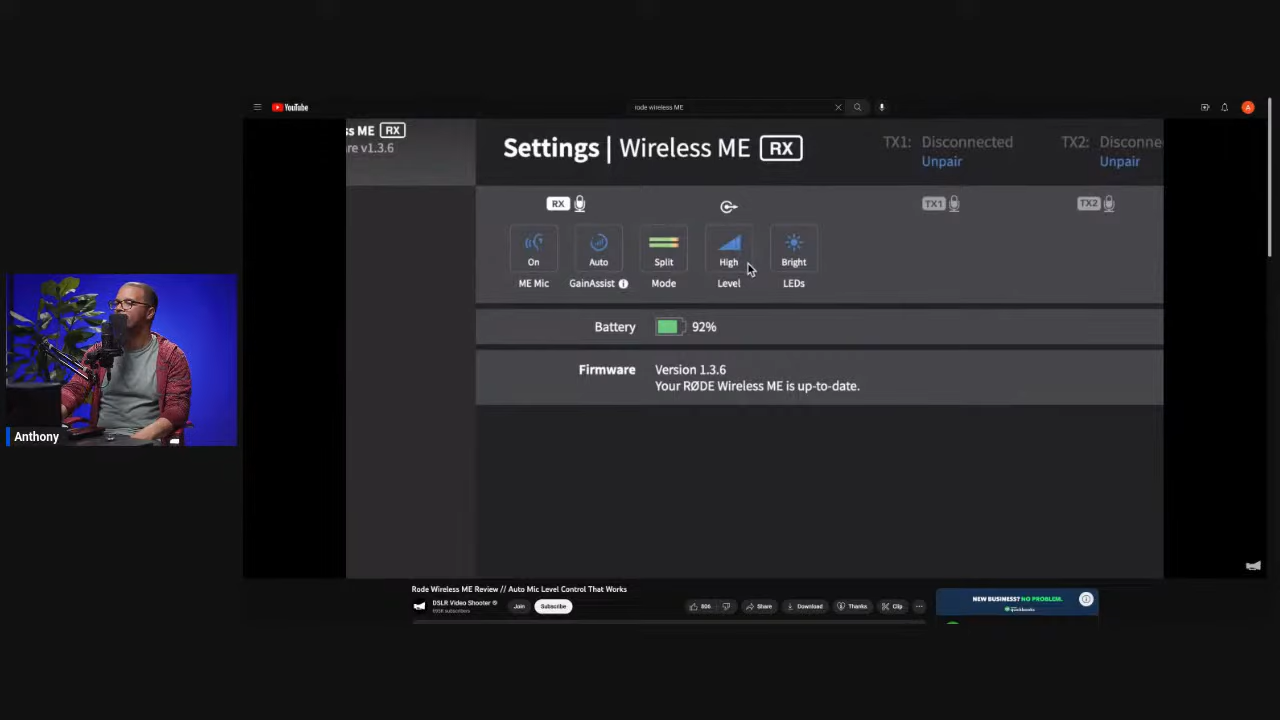 YouTube
rode wireless ME
A
ss ME RX
re v1.3.6
Settings | Wireless ME RX
TX1: Disconnected
Unpair
TX2: Disconne
Unpair
RX
TX1
TX2
On
Auto
Split
High
Bright
ME Mic
GainAssist
Mode
Level
LEDs
Battery
92%
Firmware
Version 1.3.6
Your RØDE Wireless ME is up-to-date.
Anthony
Rode Wireless ME Review // Auto Mic Level Control That Works
DSLR Video Shooter
Join
Subscribe
806
Share
Download
Thanks
Clip
NEW BUSINESS? NO PROBLEM.
quickbooks